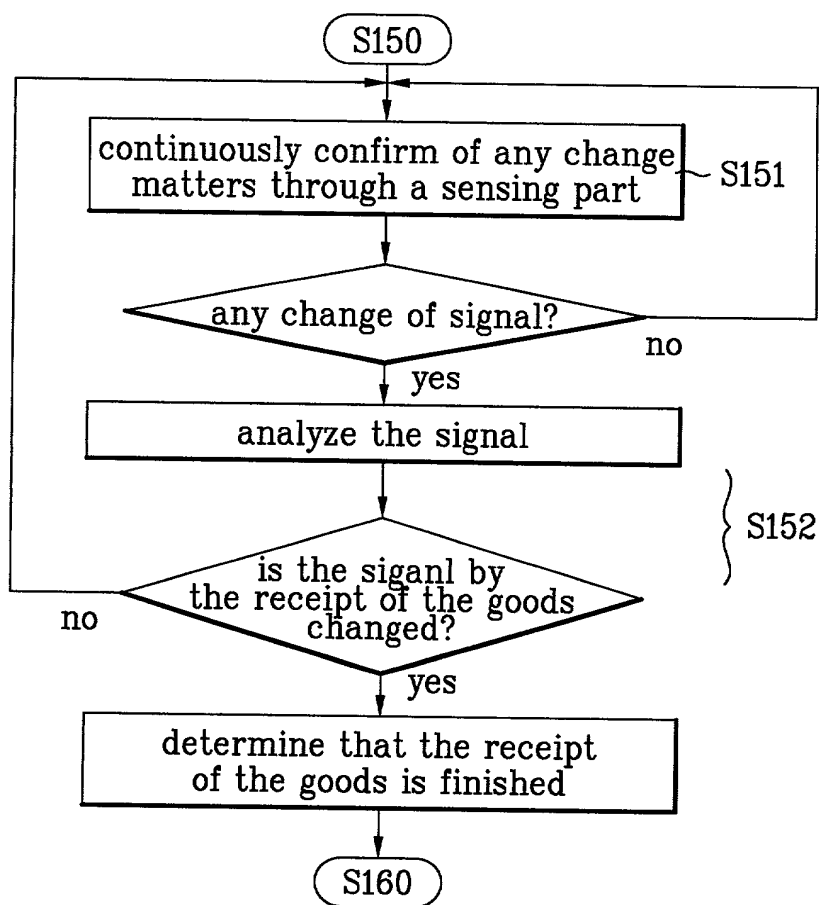 S150
continuously confirm of any change
matters through a sensing part
S151
any change of signal?
no
yes
analyze the signal
S152
is the siganl by
the receipt of the goods
changed?
no
yes
determine that the receipt
of the goods is finished
S160